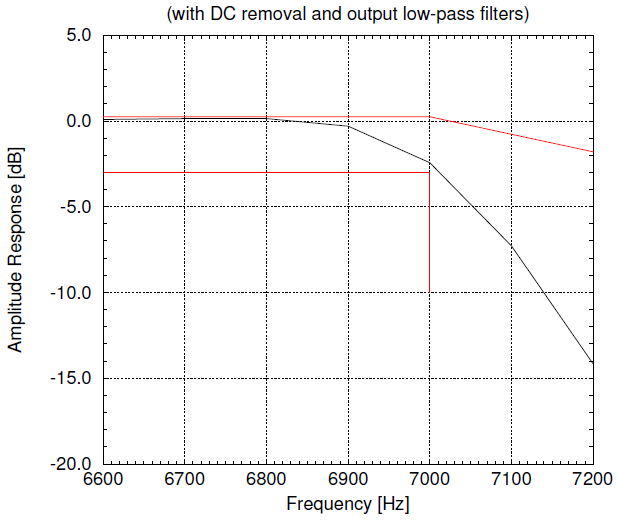 (with DC removal and output low-pass filters)
5.0
0.0
-5.0
-10.0
-15.0
-20.0
Amplitude Response [dB]
6600 6700 6800 6900 7000 7100 7200
Frequency [Hz]